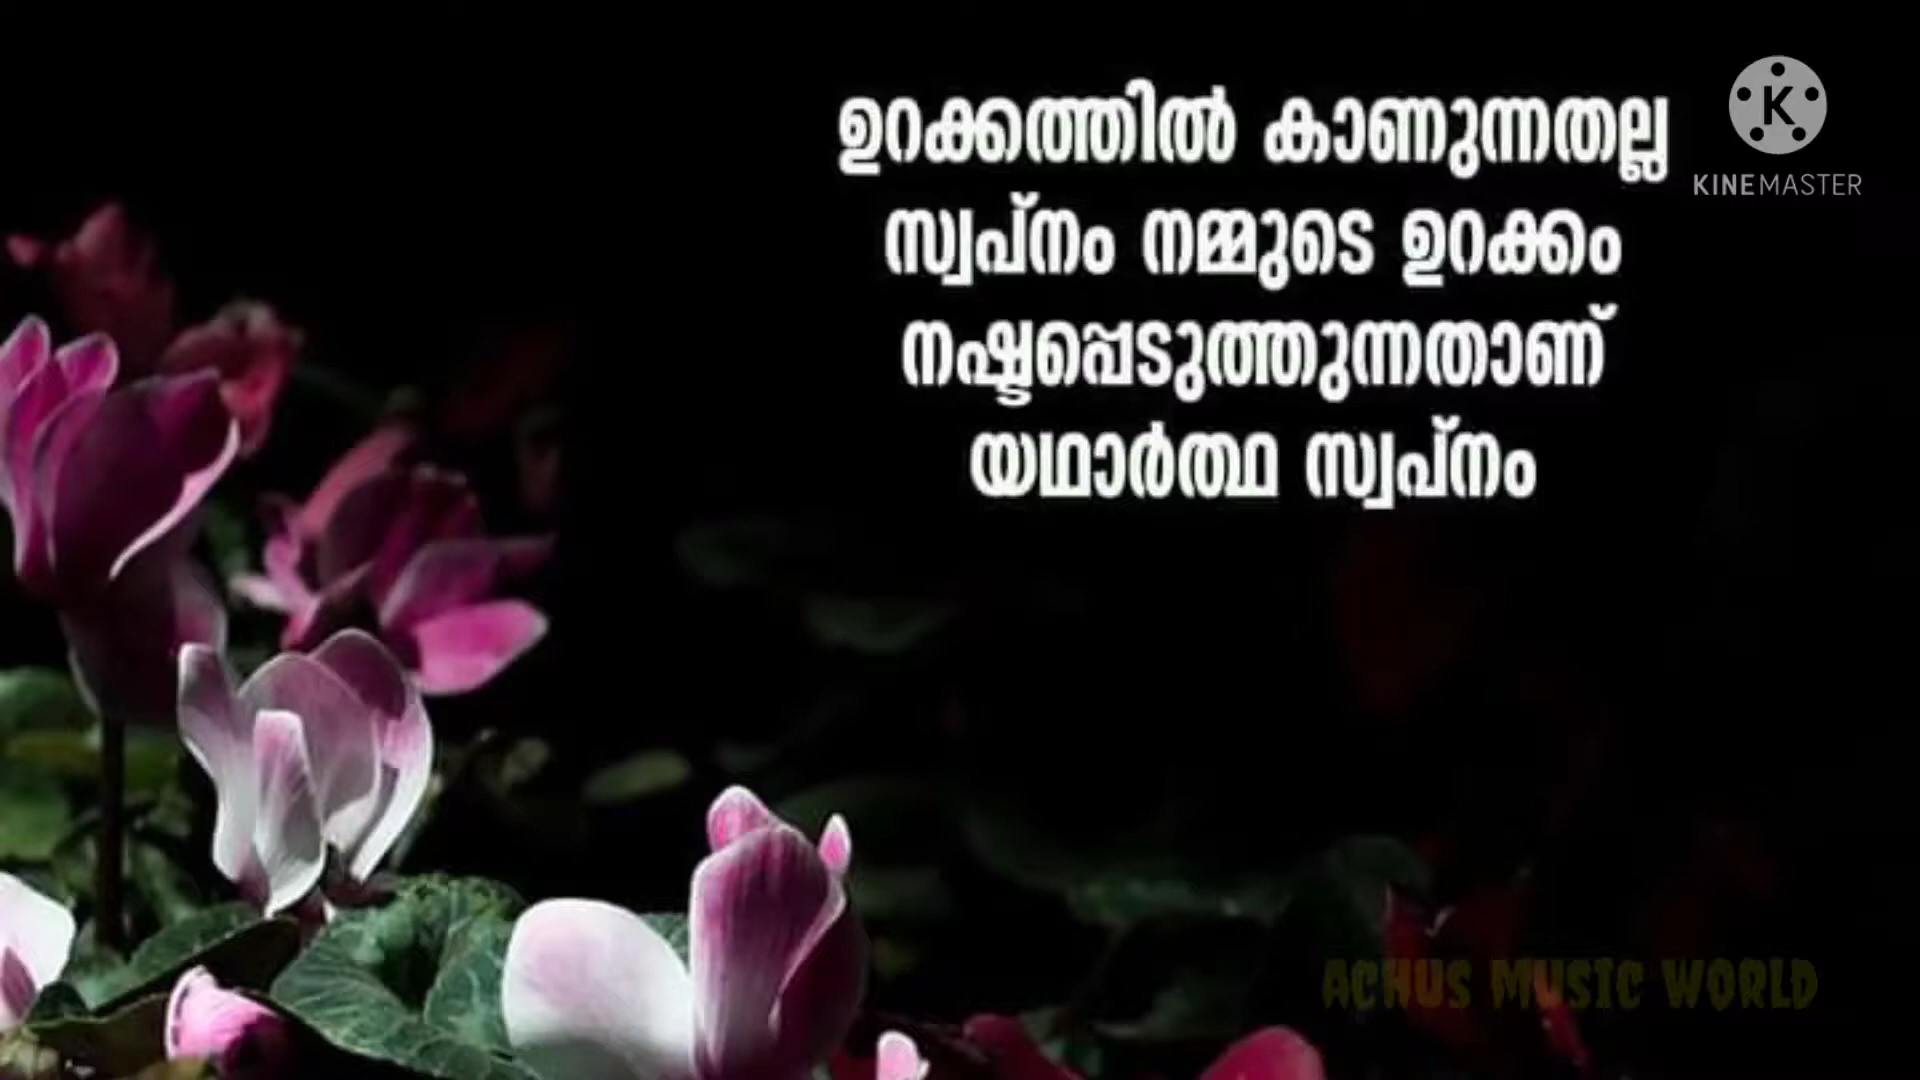 ഉറക്കത്തിൽ കാണുന്നതല്ല
സ്വപ്നം നമ്മുടെ ഉറക്കം
നഷ്ടപ്പെടുത്തുന്നതാണ്
യഥാർത്ഥ സ്വപ്നം
K
KINEMASTER
ACHUS MUSIC WORLD